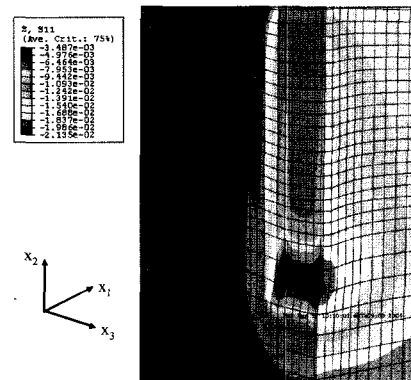 S, S11
(Ave. Crit.: 75%)
-3.487e-03
-4.976e-03
-6.464e-03
-7.953e-03
-9.442e-03
-1.093e-02
-1.242e-02
-1.391e-02
-1.540e-02
-1.688e-02
-1.837e-02
-1.986e-02
-2.135e-02
X2
X1
X3